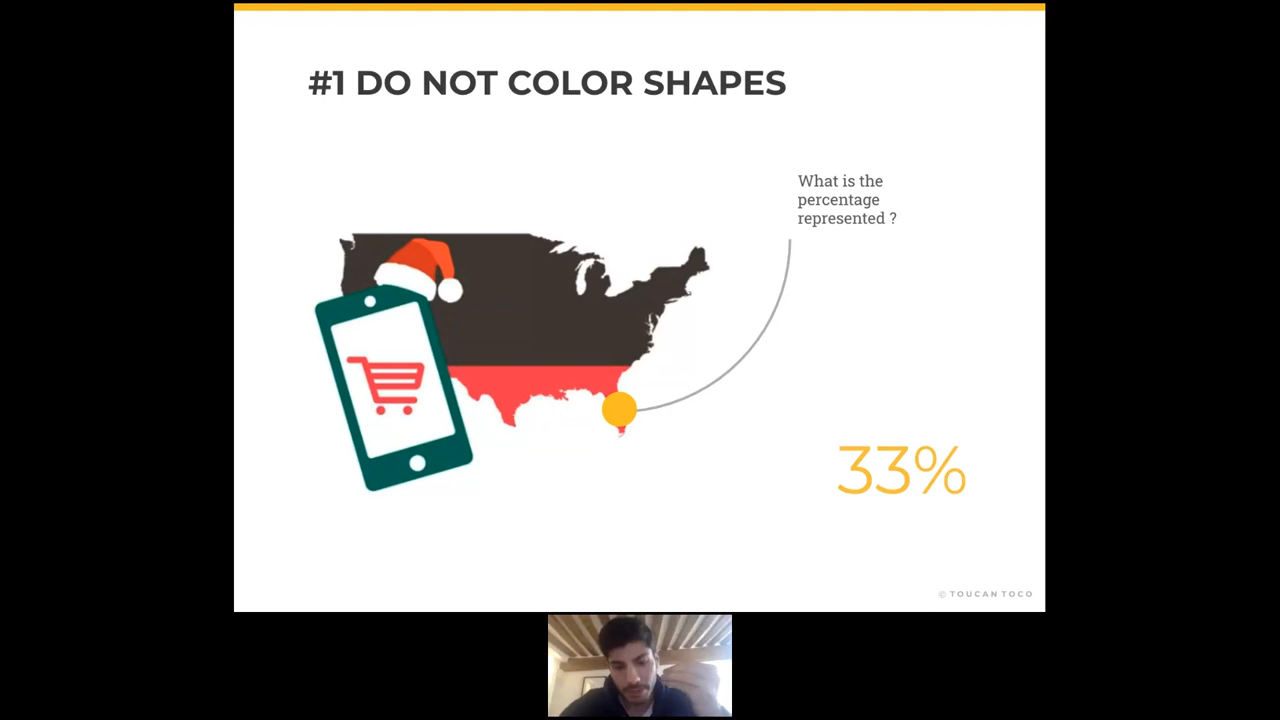 #1 DO NOT COLOR SHAPES
What is the
percentage
represented ?
33%
© TOUCAN TOCO